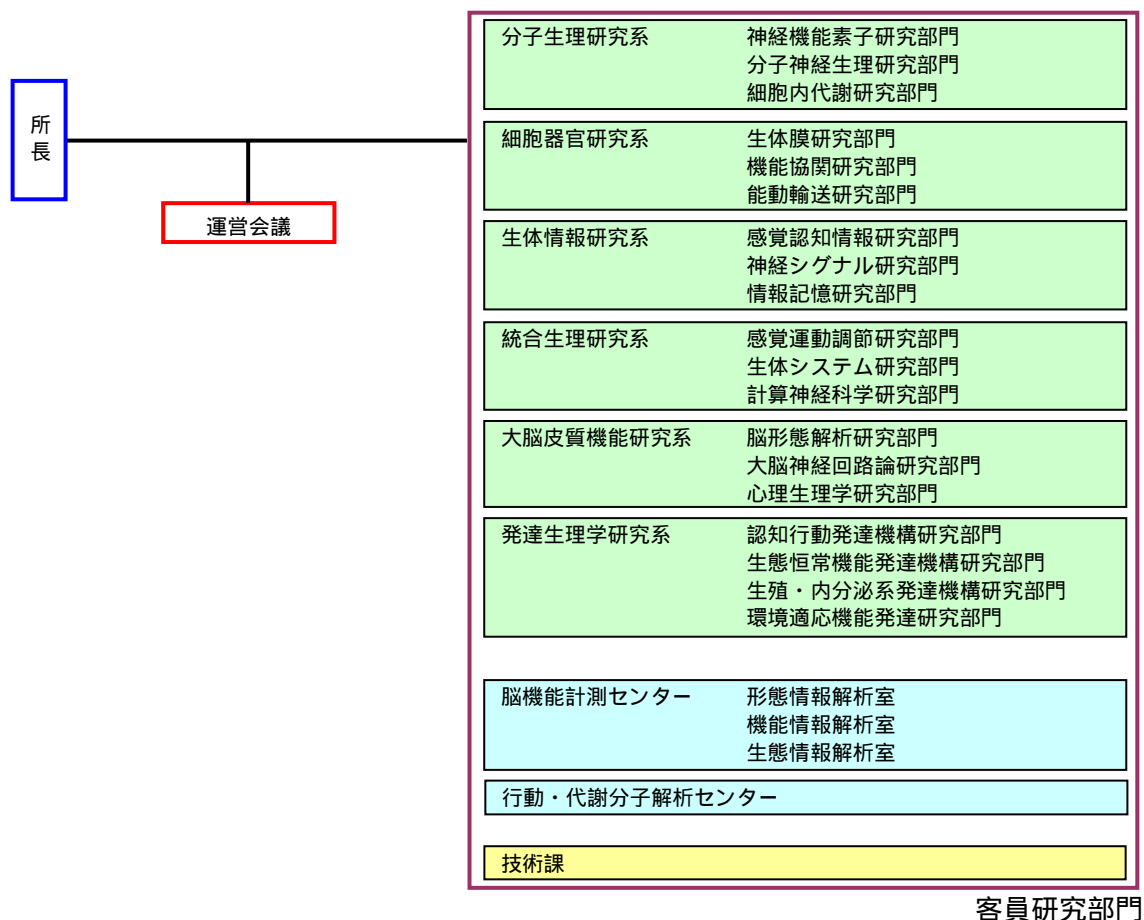 所長
運営会議
分子生理研究系 神経機能素子研究部門
分子神経生理研究部門
細胞内代謝研究部門
細胞器官研究系 生体膜研究部門
機能協関研究部門
能動輸送研究部門
生体情報研究系 感覚認知情報研究部門
神経シグナル研究部門
情報記憶研究部門
統合生理研究系 感覚運動調節研究部門
生体システム研究部門
計算神経科学研究部門
大脳皮質機能研究系 脳形態解析研究部門
大脳神経回路論研究部門
心理生理学研究部門
発達生理学研究系 認知行動発達機構研究部門
生態恒常機能発達機構研究部門
生殖・内分泌系発達機構研究部門
環境適応機能発達研究部門
脳機能計測センター 形態情報解析室
機能情報解析室
生態情報解析室
行動・代謝分子解析センター
技術課
客員研究部門